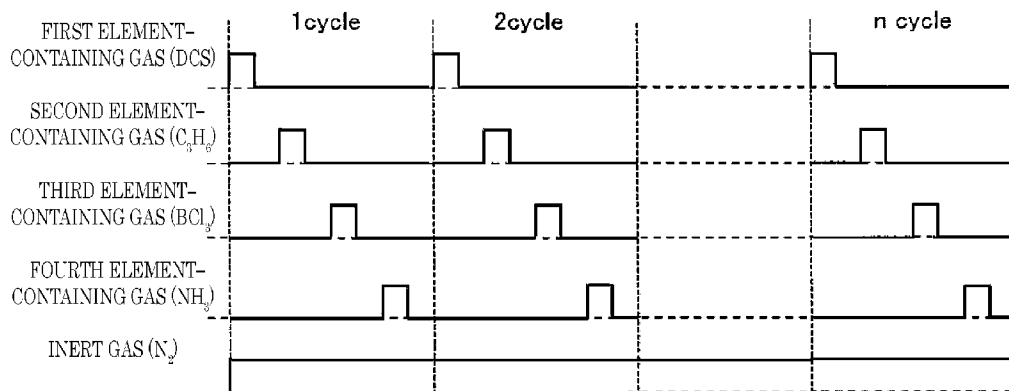 1cycle 2cycle n cycle
FIRST ELEMENT-
CONTAINING GAS (DCS)
SECOND ELEMENT-
CONTAINING GAS (C₃H₆)
THIRD ELEMENT-
CONTAINING GAS (BCl₃)
FOURTH ELEMENT-
CONTAINING GAS (NH₃)
INERT GAS (N₂)